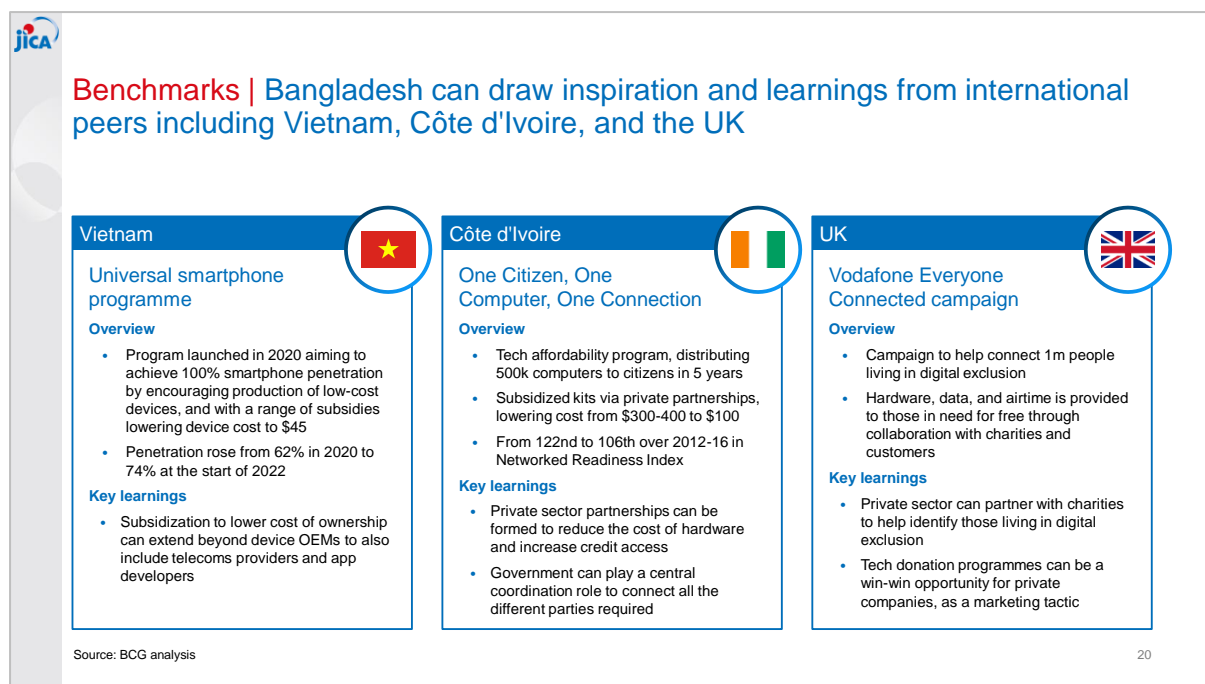 jica
Benchmarks | Bangladesh can draw inspiration and learnings from international
peers including Vietnam, Côte d'Ivoire, and the UK
Vietnam
Universal smartphone
programme
Overview
• Program launched in 2020 aiming to
achieve 100% smartphone penetration
by encouraging production of low-cost
devices, and with a range of subsidies
lowering device cost to $45
• Penetration rose from 62% in 2020 to
74% at the start of 2022
Key learnings
• Subsidization to lower cost of ownership
can extend beyond device OEMs to also
include telecoms providers and app
developers
Côte d'Ivoire
One Citizen, One
Computer, One Connection
Overview
• Tech affordability program, distributing
500k computers to citizens in 5 years
• Subsidized kits via private partnerships,
lowering cost from $300-400 to $100
• From 122nd to 106th over 2012-16 in
Networked Readiness Index
Key learnings
• Private sector partnerships can be
formed to reduce the cost of hardware
and increase credit access
• Government can play a central
coordination role to connect all the
different parties required
UK
Vodafone Everyone
Connected campaign
Overview
• Campaign to help connect 1m people
living in digital exclusion
• Hardware, data, and airtime is provided
to those in need for free through
collaboration with charities and
customers
Key learnings
• Private sector can partner with charities
to help identify those living in digital
exclusion
• Tech donation programmes can be a
win-win opportunity for private
companies, as a marketing tactic
Source: BCG analysis
20